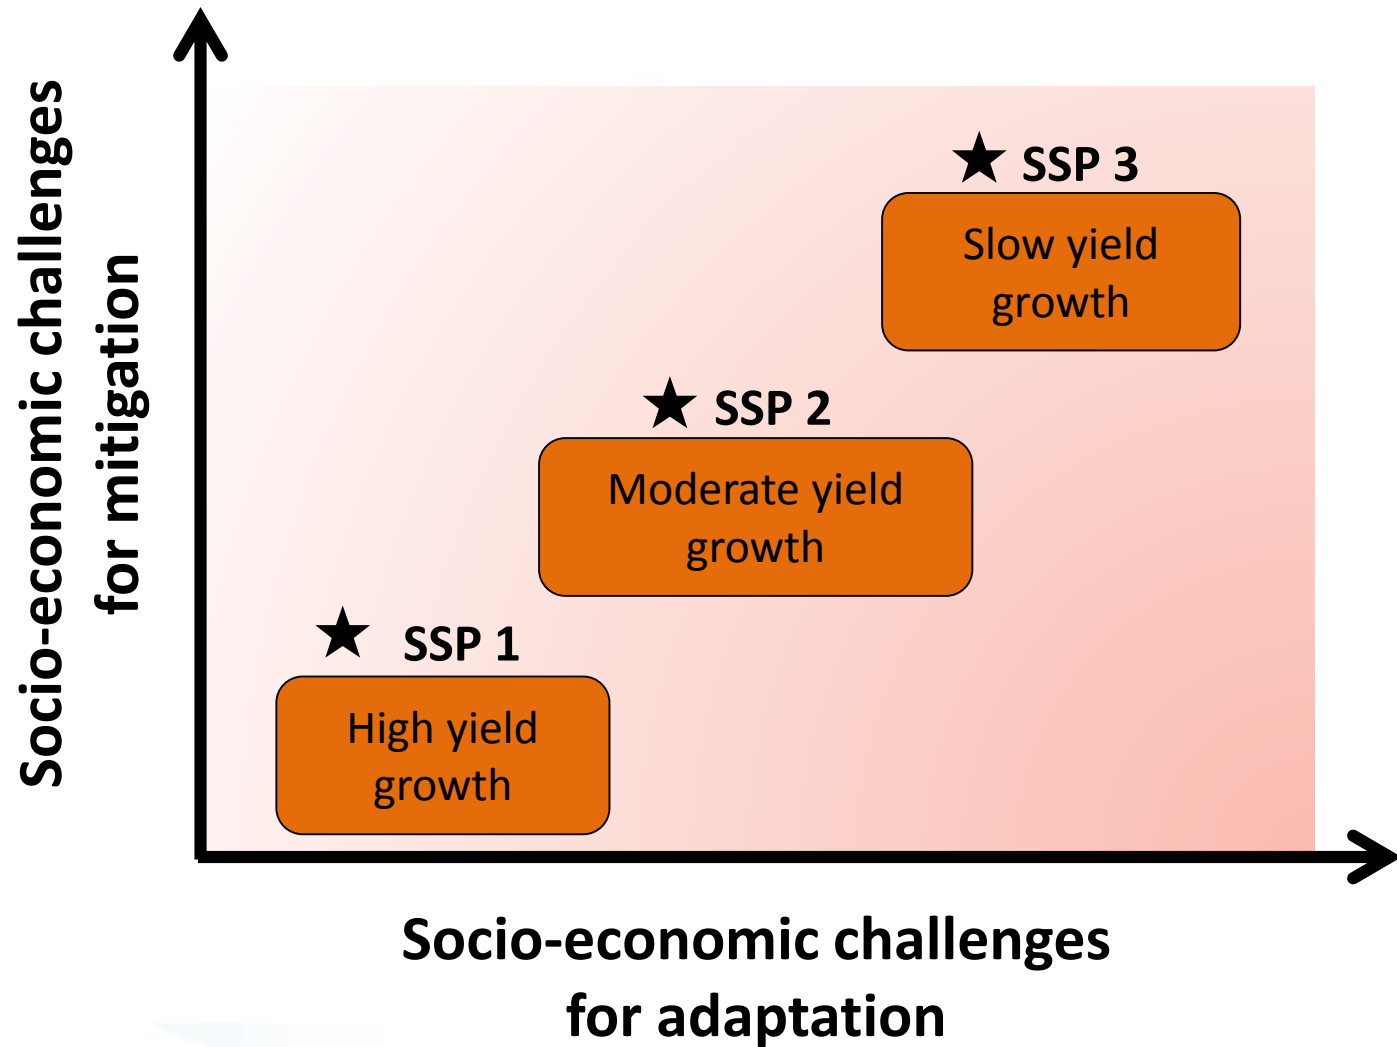 Socio-economic challenges
for mitigation
SSP 3
Slow yield
growth
SSP 2
Moderate yield
growth
SSP 1
High yield
growth
Socio-economic challenges
for adaptation